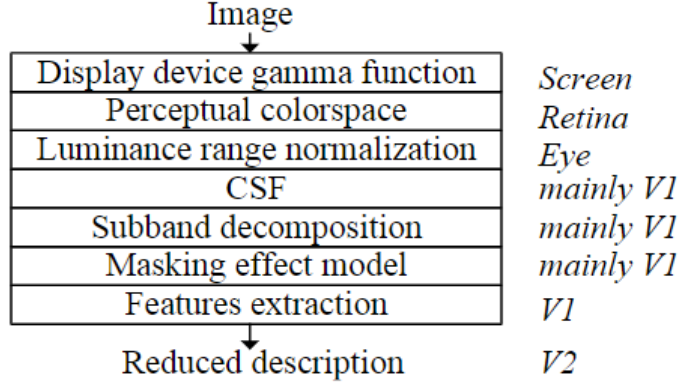 Image
Display device gamma function Screen
Perceptual colorspace Retina
Luminance range normalization Eye
CSF mainly V1
Subband decomposition mainly V1
Masking effect model mainly V1
Features extraction V1
Reduced description V2